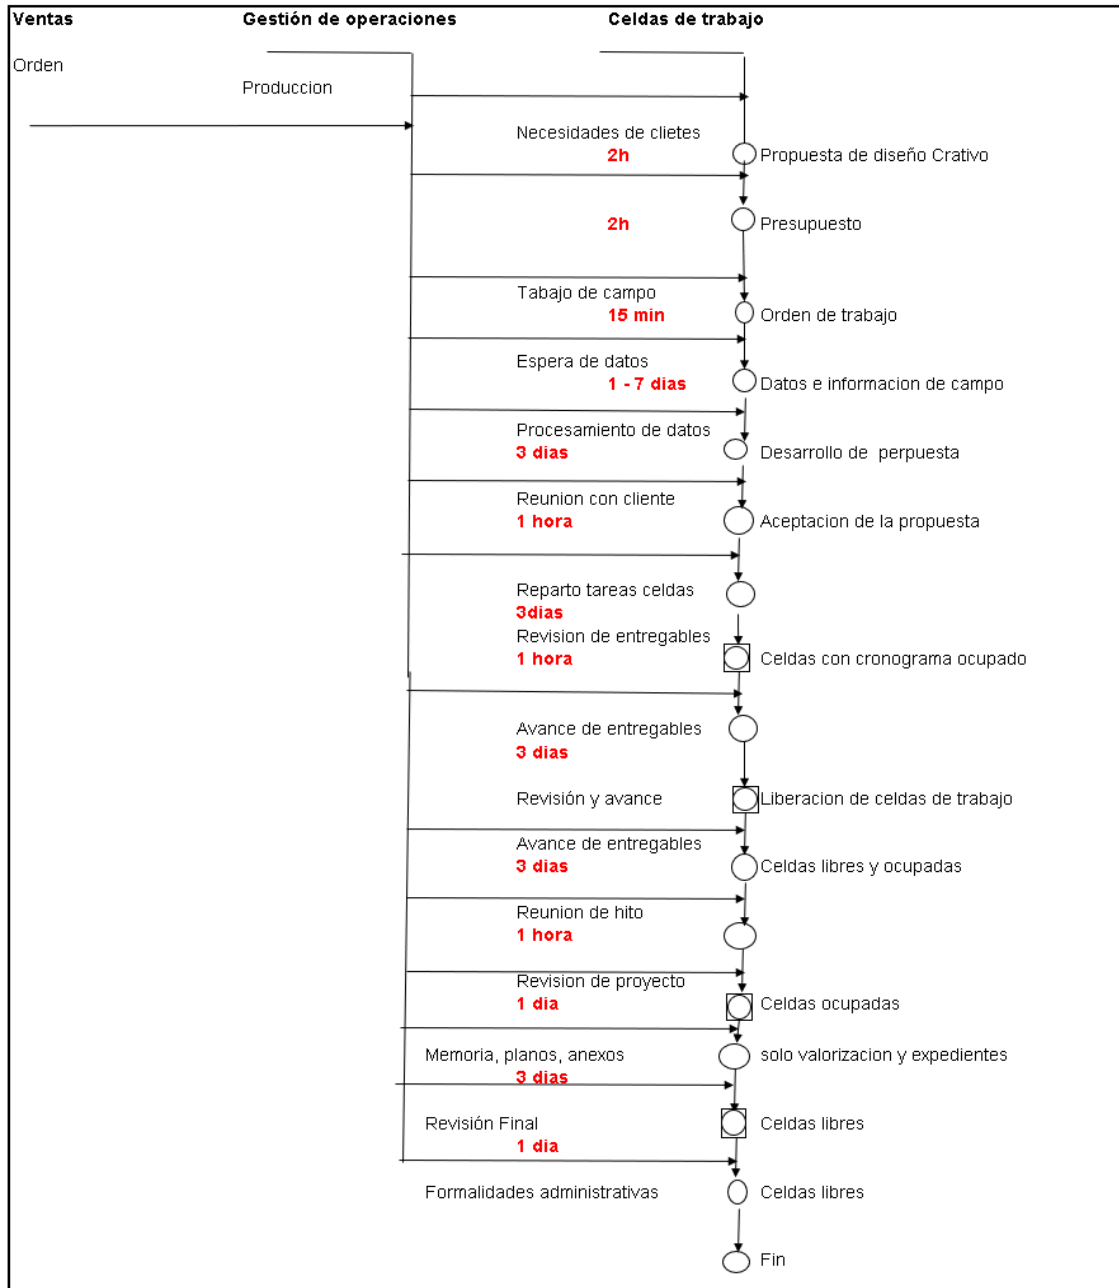 Ventas
Gestión de operaciones
Celdas de trabajo
Orden
Produccion
Necesidades de clietes
2h
Propuesta de diseño Crativo
2h
Presupuesto
Tabajo de campo
15 min
Orden de trabajo
Espera de datos
1 - 7 dias
Datos e informacion de campo
Procesamiento de datos
3 dias
Desarrollo de perpuesta
Reunion con cliente
1 hora
Aceptacion de la propuesta
Reparto tareas celdas
3dias
Revision de entregables
1 hora
Celdas con cronograma ocupado
Avance de entregables
3 dias
Revisión y avance
Liberacion de celdas de trabajo
Avance de entregables
3 dias
Celdas libres y ocupadas
Reunion de hito
1 hora
Revision de proyecto
1 dia
Celdas ocupadas
Memoria, planos, anexos
3 dias
solo valorizacion y expedientes
Revisión Final
1 dia
Celdas libres
Formalidades administrativas
Celdas libres
Fin